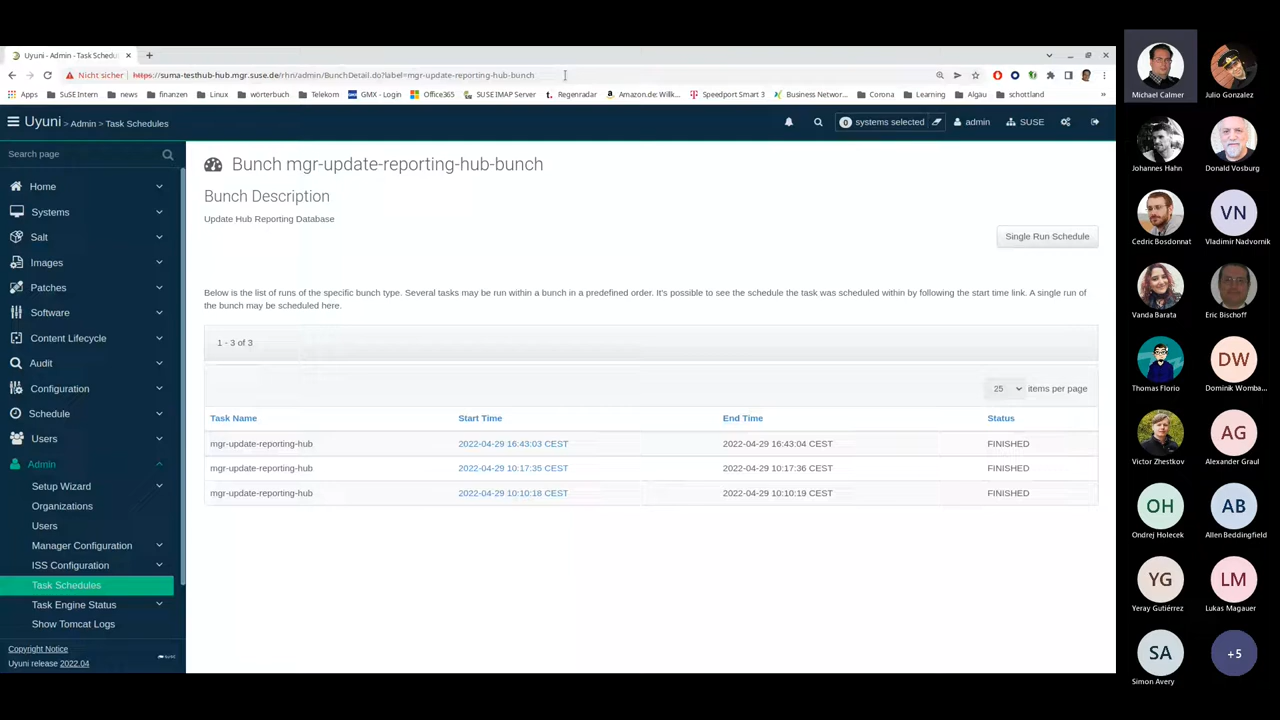 Uyuni - Admin - Task Schedu
Nicht sicher https://suma-testhub-hub.mgr.suse.de/rhn/admin/BunchDetail.do?label=mgr-update-reporting-hub-bunch
Apps SuSE Intern news finanzen Linux wörterbuch Telekom GMX - Login Office365 SUSE IMAP Server Regenradar Amazon.de: Willk... Speedport Smart 3 Business Networ... Corona Learning Algäu schottland »
Uyuni > Admin > Task Schedules
0 systems selected admin SUSE
Search page
Home
Systems
Salt
Images
Patches
Software
Content Lifecycle
Audit
Configuration
Schedule
Users
Admin
Setup Wizard
Organizations
Users
Manager Configuration
ISS Configuration
Task Schedules
Task Engine Status
Show Tomcat Logs
Copyright Notice
Uyuni release 2022.04
Bunch mgr-update-reporting-hub-bunch
Bunch Description
Update Hub Reporting Database
Single Run Schedule
Below is the list of runs of the specific bunch type. Several tasks may be run within a bunch in a predefined order. It's possible to see the schedule the task was scheduled within by following the start time link. A single run of
the bunch may be scheduled here.
1 - 3 of 3
25 items per page
Task Name Start Time End Time Status
mgr-update-reporting-hub 2022-04-29 16:43:03 CEST 2022-04-29 16:43:04 CEST FINISHED
mgr-update-reporting-hub 2022-04-29 10:17:35 CEST 2022-04-29 10:17:36 CEST FINISHED
mgr-update-reporting-hub 2022-04-29 10:10:18 CEST 2022-04-29 10:10:19 CEST FINISHED
Michael Calmer Julio Gonzalez
Johannes Hahn Donald Vosburg
VN
Cedric Bosdonnat Vladimir Nadvornik
Vanda Barata Eric Bischoff
DW
Thomas Florio Dominik Womba...
AG
Victor Zhestkov Alexander Graul
OH AB
Ondrej Holecek Allen Beddingfield
YG LM
Yeray Gutiérrez Lukas Magauer
SA +5
Simon Avery